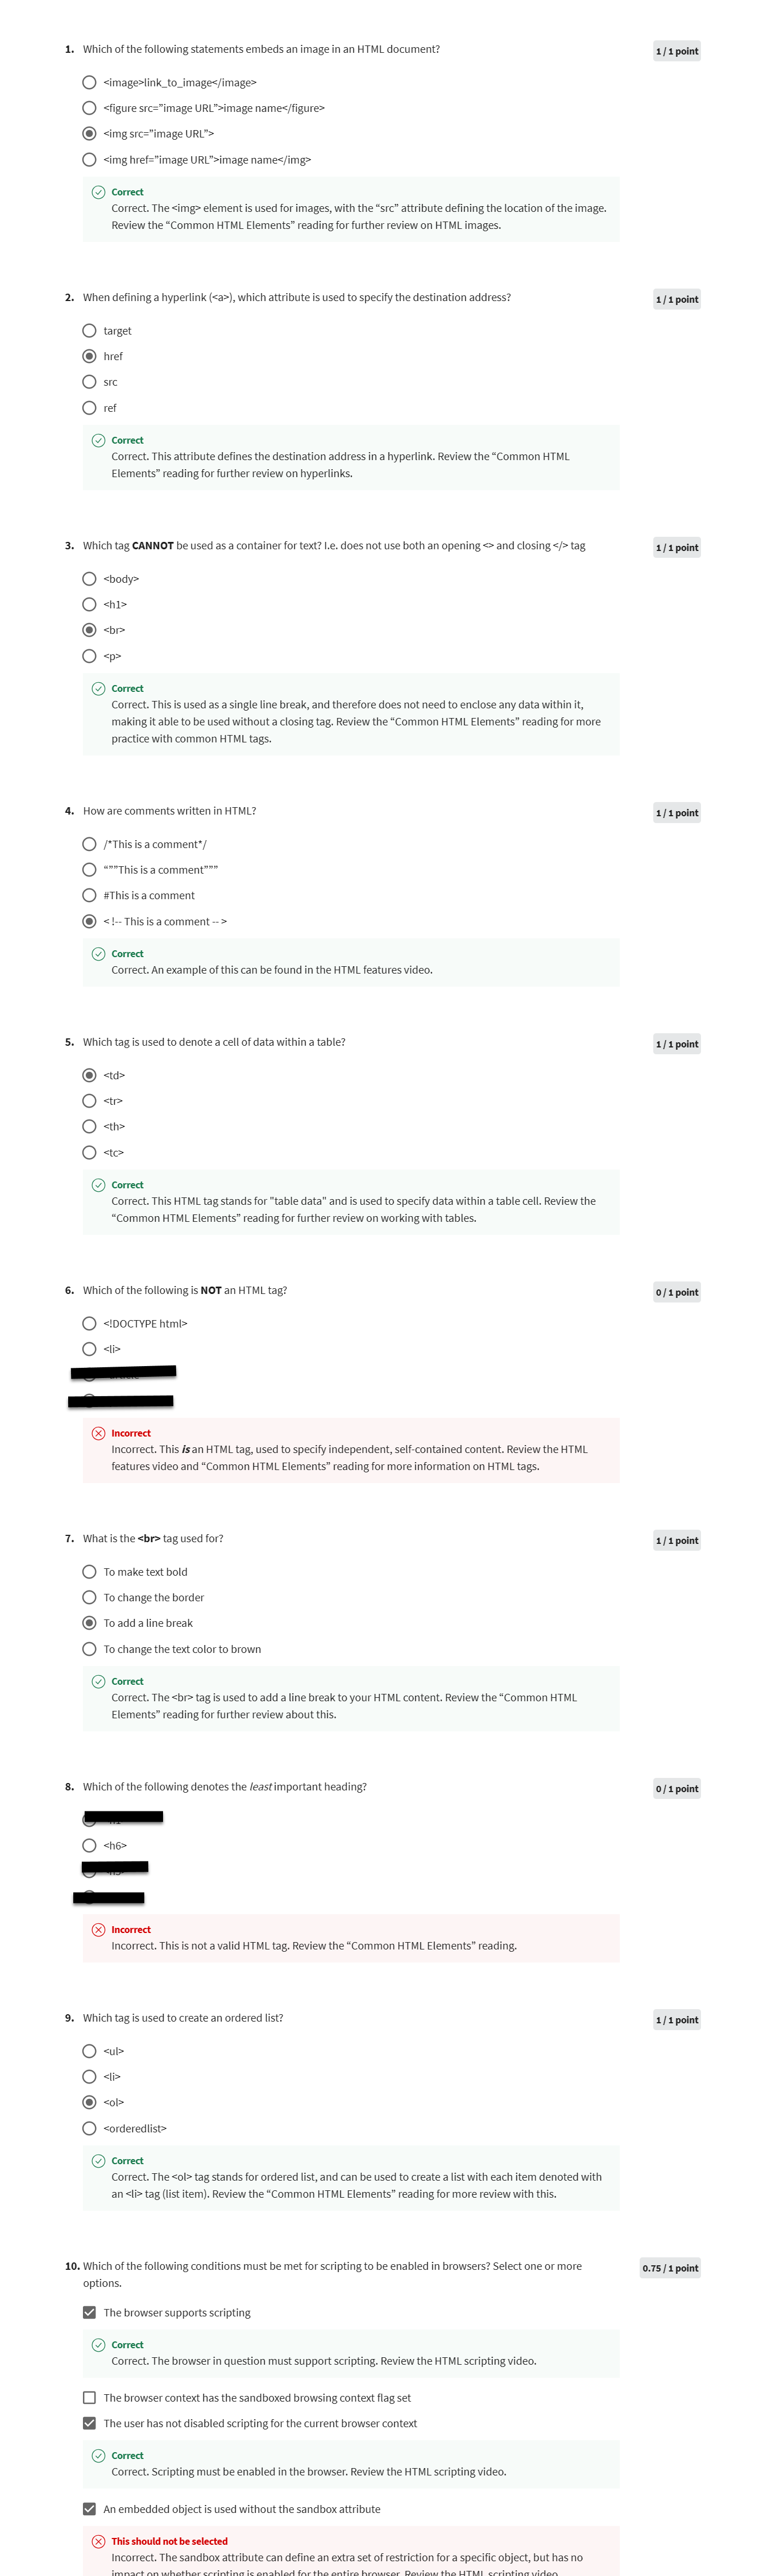 1. Which of the following statements embeds an image in an HTML document?
1 / 1 point
<image>link_to_image</image>
<figure src=”image URL”>image name</figure>
<img src=”image URL”>
<img href=”image URL”>image name</img>
Correct
Correct. The <img> element is used for images, with the “src” attribute defining the location of the image.
Review the “Common HTML Elements” reading for further review on HTML images.
2. When defining a hyperlink (<a>), which attribute is used to specify the destination address?
1 / 1 point
target
href
src
ref
Correct
Correct. This attribute defines the destination address in a hyperlink. Review the “Common HTML
Elements” reading for further review on hyperlinks.
3. Which tag CANNOT be used as a container for text? I.e. does not use both an opening <> and closing </> tag
1 / 1 point
<body>
<h1>
<br>
<p>
Correct
Correct. This is used as a single line break, and therefore does not need to enclose any data within it,
making it able to be used without a closing tag. Review the “Common HTML Elements” reading for more
practice with common HTML tags.
4. How are comments written in HTML?
1 / 1 point
/*This is a comment*/
“””This is a comment”””
#This is a comment
< !-- This is a comment -- >
Correct
Correct. An example of this can be found in the HTML features video.
5. Which tag is used to denote a cell of data within a table?
1 / 1 point
<td>
<tr>
<th>
<tc>
Correct
Correct. This HTML tag stands for "table data" and is used to specify data within a table cell. Review the
“Common HTML Elements” reading for further review on working with tables.
6. Which of the following is NOT an HTML tag?
0 / 1 point
<!DOCTYPE html>
<li>
Incorrect
Incorrect. This is an HTML tag, used to specify independent, self-contained content. Review the HTML
features video and “Common HTML Elements” reading for more information on HTML tags.
7. What is the <br> tag used for?
1 / 1 point
To make text bold
To change the border
To add a line break
To change the text color to brown
Correct
Correct. The <br> tag is used to add a line break to your HTML content. Review the “Common HTML
Elements” reading for further review about this.
8. Which of the following denotes the least important heading?
0 / 1 point
<h6>
Incorrect
Incorrect. This is not a valid HTML tag. Review the “Common HTML Elements” reading.
9. Which tag is used to create an ordered list?
1 / 1 point
<ul>
<li>
<ol>
<orderedlist>
Correct
Correct. The <ol> tag stands for ordered list, and can be used to create a list with each item denoted with
an <li> tag (list item). Review the “Common HTML Elements” reading for more review with this.
10. Which of the following conditions must be met for scripting to be enabled in browsers? Select one or more
options.
0.75 / 1 point
The browser supports scripting
Correct
Correct. The browser in question must support scripting. Review the HTML scripting video.
The browser context has the sandboxed browsing context flag set
The user has not disabled scripting for the current browser context
Correct
Correct. Scripting must be enabled in the browser. Review the HTML scripting video.
An embedded object is used without the sandbox attribute
This should not be selected
Incorrect. The sandbox attribute can define an extra set of restriction for a specific object, but has no
impact on whether scripting is enabled for the entire browser. Review the HTML scripting video.